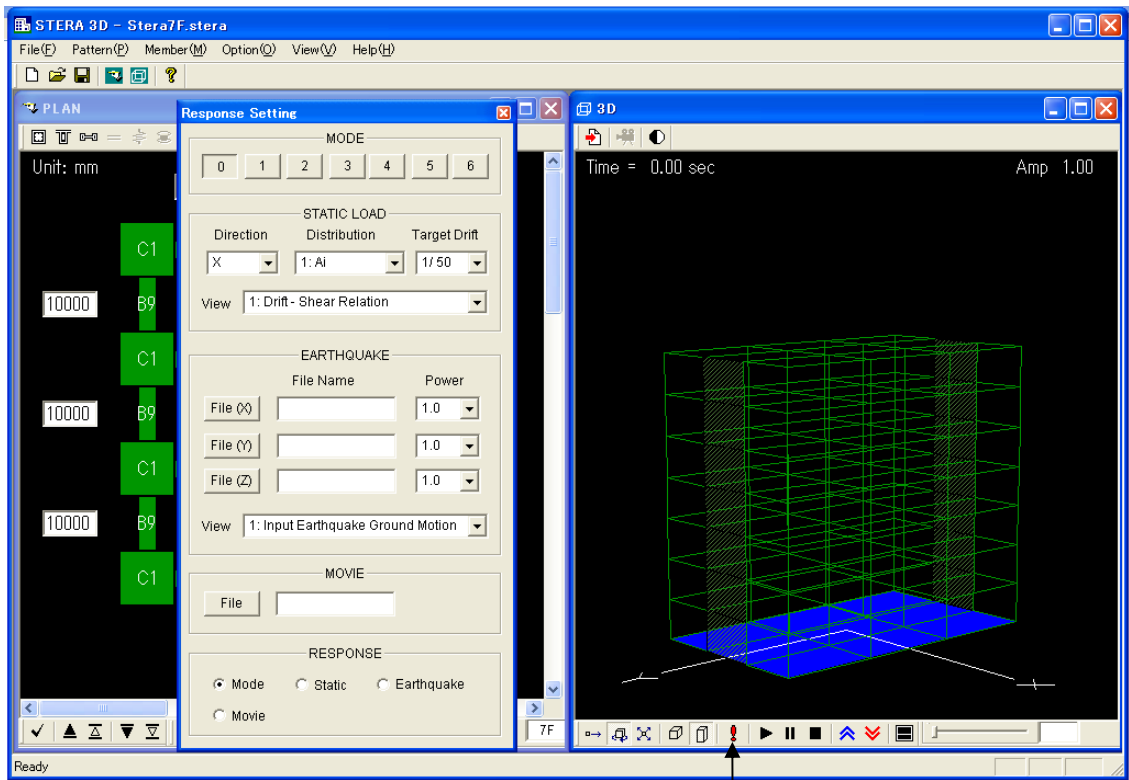 STERA 3D - Stera7F.stera
File(F) Pattern(P) Member(M) Option(O) View(V) Help(H)
PLAN
Unit: mm
C1
10000 B9
C1
10000 B9
C1
10000 B9
C1
7F
Response Setting
MODE
0 1 2 3 4 5 6
STATIC LOAD
Direction Distribution Target Drift
X 1: Ai 1/ 50
View 1: Drift - Shear Relation
EARTHQUAKE
File Name Power
File (X) 1.0
File (Y) 1.0
File (Z) 1.0
View 1: Input Earthquake Ground Motion
MOVIE
File
RESPONSE
Mode Static Earthquake
Movie
3D
Time = 0.00 sec Amp 1.00
Ready